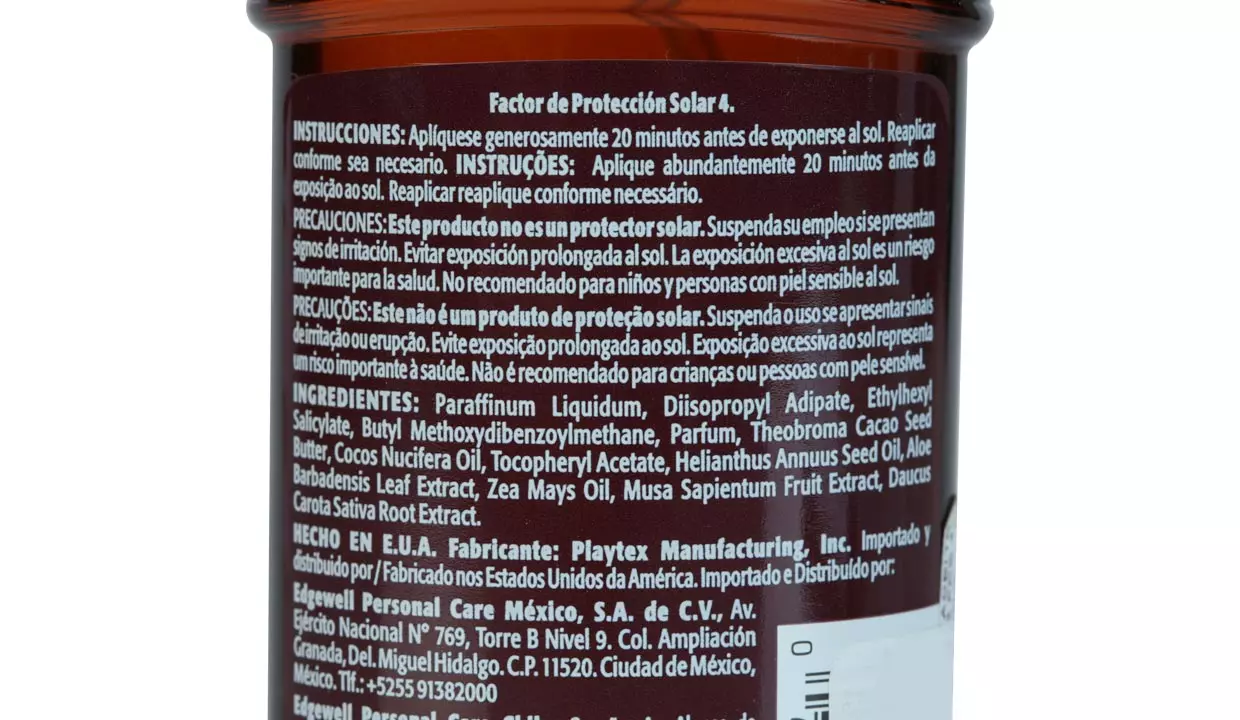 Factor de Protección Solar 4.
INSTRUCCIONES: Aplíquese generosamente 20 minutos antes de exponerse al sol. Reaplicar
conforme sea necesario. INSTRUÇÕES: Aplique abundantemente 20 minutos antes da
exposição ao sol. Reaplicar reaplique conforme necessário.
PRECAUCIONES: Este producto no es un protector solar. Suspenda su empleo si se presentan
signos de irritación. Evitar exposición prolongada al sol. La exposición excesiva al sol es un riesgo
importante para la salud. No recomendado para niños y personas con piel sensible al sol.
PRECAUÇÕES: Este não é um produto de proteção solar. Suspenda o uso se apresentar sinais
de irritação ou erupção. Evite exposição prolongada ao sol. Exposição excessiva ao sol representa
um risco importante à saúde. Não é recomendado para crianças ou pessoas com pele sensível.
INGREDIENTES: Paraffinum Liquidum, Diisopropyl Adipate, Ethylhexyl
Salicylate, Butyl Methoxydibenzoylmethane, Parfum, Theobroma Cacao Seed
Butter, Cocos Nucifera Oil, Tocopheryl Acetate, Helianthus Annuus Seed Oil, Aloe
Barbadensis Leaf Extract, Zea Mays Oil, Musa Sapientum Fruit Extract, Daucus
Carota Sativa Root Extract.
HECHO EN E.U.A. Fabricante: Playtex Manufacturing, Inc. Importado y
distribuido por / Fabricado nos Estados Unidos da América. Importado e Distribuído por:
Edgewell Personal Care México, S.A. de C.V., Av.
Ejército Nacional N° 769, Torre B Nivel 9. Col. Ampliación
Granada, Del. Miguel Hidalgo. C.P. 11520. Ciudad de México,
México. Tlf.: +5255 91382000
Edgewell Personal Care
0